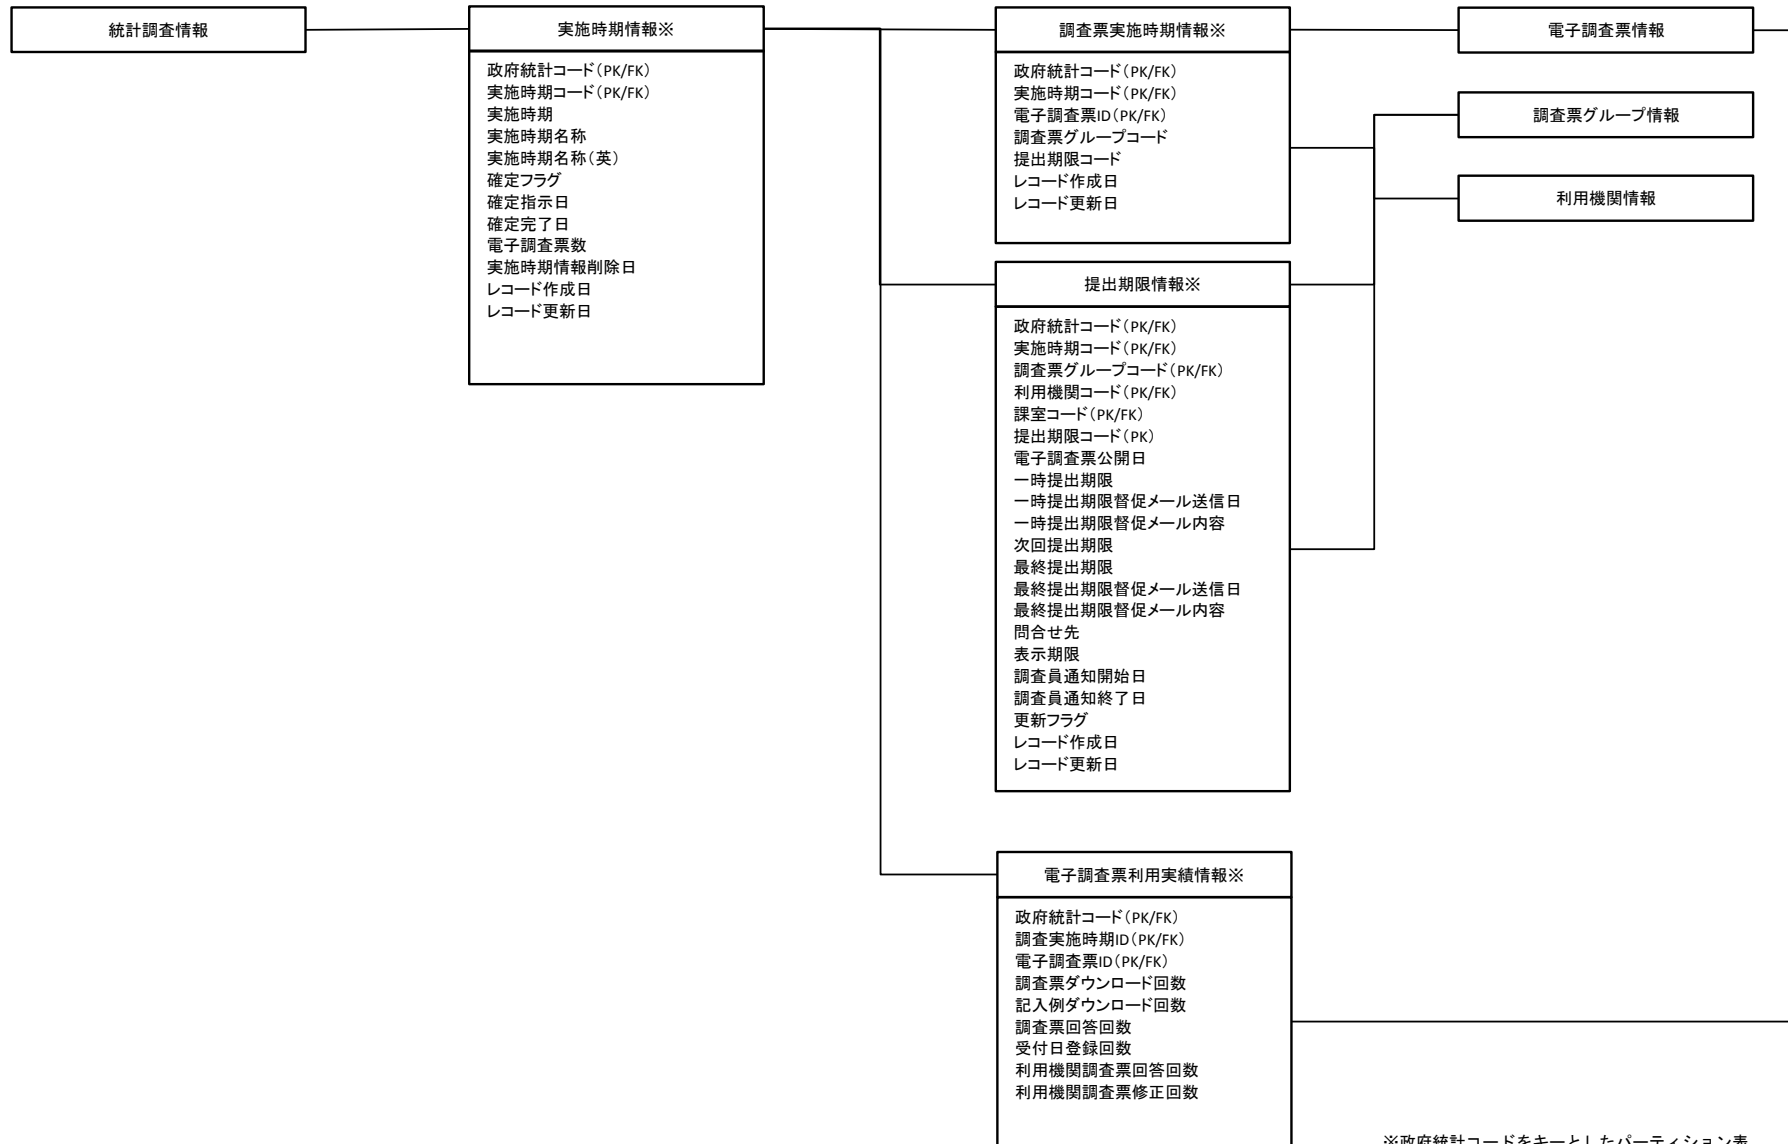 統計調査情報
実施時期情報※
政府統計コード(PK/FK)
実施時期コード(PK/FK)
実施時期
実施時期名称
実施時期名称(英)
確定フラグ
確定指示日
確定完了日
電子調査票数
実施時期情報削除日
レコード作成日
レコード更新日
調査票実施時期情報※
政府統計コード(PK/FK)
実施時期コード(PK/FK)
電子調査票ID(PK/FK)
調査票グループコード
提出期限コード
レコード作成日
レコード更新日
提出期限情報※
政府統計コード(PK/FK)
実施時期コード(PK/FK)
調査票グループコード(PK/FK)
利用機関コード(PK/FK)
課室コード(PK/FK)
提出期限コード(PK)
電子調査票公開日
一時提出期限
一時提出期限督促メール送信日
一時提出期限督促メール内容
次回提出期限
最終提出期限
最終提出期限督促メール送信日
最終提出期限督促メール内容
問合せ先
表示期限
調査員通知開始日
調査員通知終了日
更新フラグ
レコード作成日
レコード更新日
電子調査票利用実績情報※
政府統計コード(PK/FK)
調査実施時期ID(PK/FK)
電子調査票ID(PK/FK)
調査票ダウンロード回数
記入例ダウンロード回数
調査票回答回数
受付日登録回数
利用機関調査票回答回数
利用機関調査票修正回数
電子調査票情報
調査票グループ情報
利用機関情報
※政府統計コードをキーとしたパーティション表